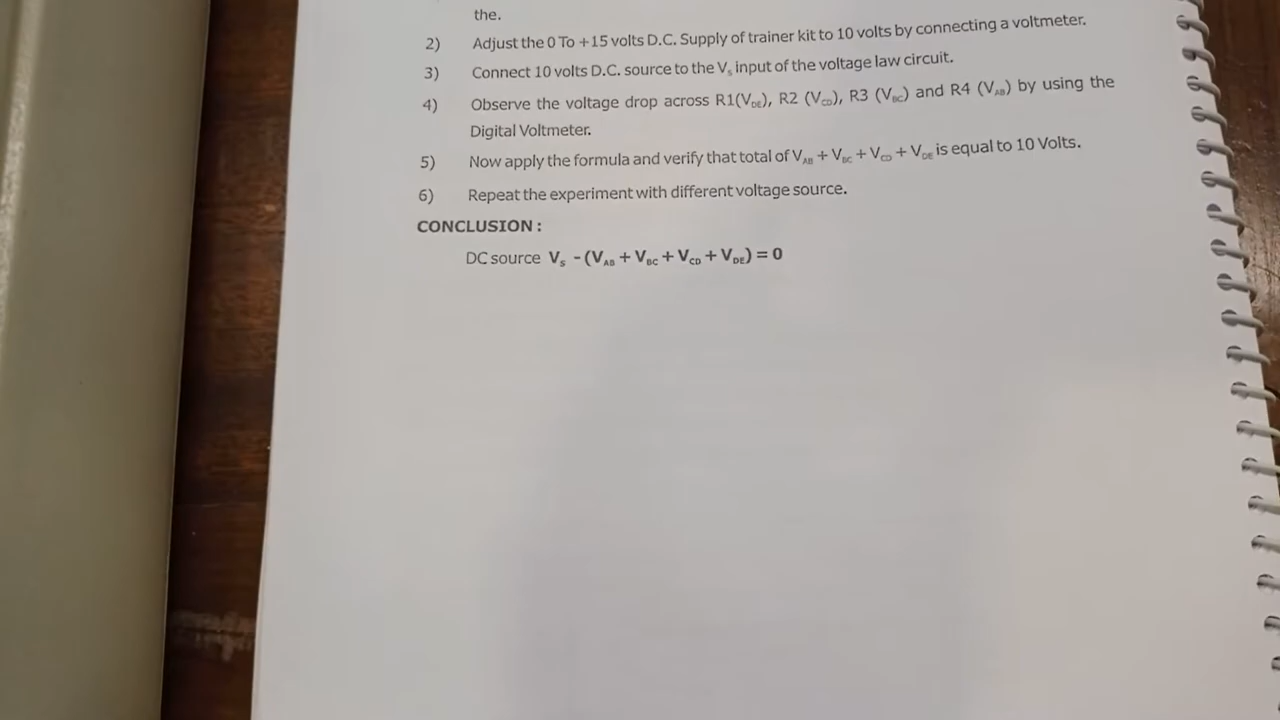 the.
2) Adjust the 0 To +15 volts D.C. Supply of trainer kit to 10 volts by connecting a voltmeter.
3) Connect 10 volts D.C. source to the Vs input of the voltage law circuit.
4) Observe the voltage drop across R1(VDE), R2 (VCD), R3 (VBC) and R4 (VAB) by using the
Digital Voltmeter.
5) Now apply the formula and verify that total of VAB + VBC + VCD + VDE is equal to 10 Volts.
6) Repeat the experiment with different voltage source.
CONCLUSION :
DC source Vs - (VAB + VBC + VCD + VDE) = 0